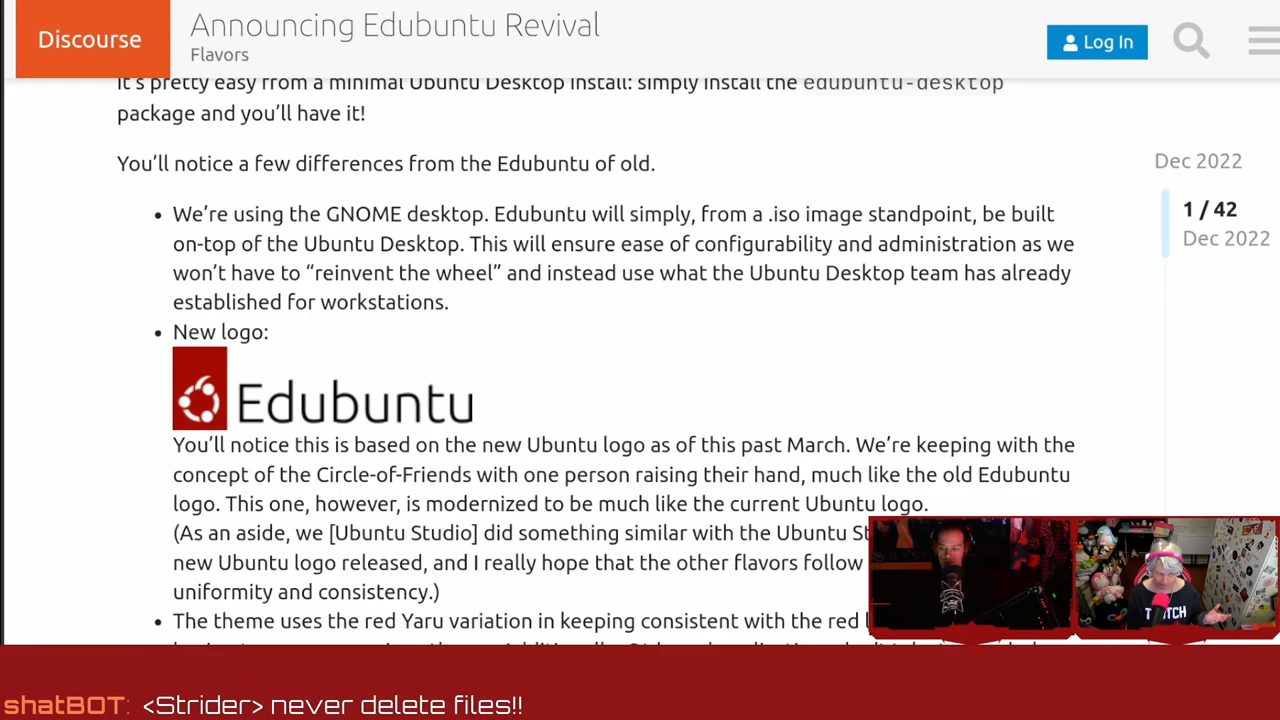 Discourse
Announcing Edubuntu Revival
Flavors
Log In
It's pretty easy from a minimal Ubuntu Desktop install: simply install the edubuntu-desktop
package and you'll have it!
You'll notice a few differences from the Edubuntu of old.
Dec 2022
1 / 42
Dec 2022
• We're using the GNOME desktop. Edubuntu will simply, from a .iso image standpoint, be built
on-top of the Ubuntu Desktop. This will ensure ease of configurability and administration as we
won't have to “reinvent the wheel” and instead use what the Ubuntu Desktop team has already
established for workstations.
• New logo:
Edubuntu
You'll notice this is based on the new Ubuntu logo as of this past March. We're keeping with the
concept of the Circle-of-Friends with one person raising their hand, much like the old Edubuntu
logo. This one, however, is modernized to be much like the current Ubuntu logo.
(As an aside, we [Ubuntu Studio] did something similar with the Ubuntu
new Ubuntu logo released, and I really hope that the other flavors follow
uniformity and consistency.)
• The theme uses the red Yaru variation in keeping consistent with the red
TWITCH
shatBOT: <Strider> never delete files!!